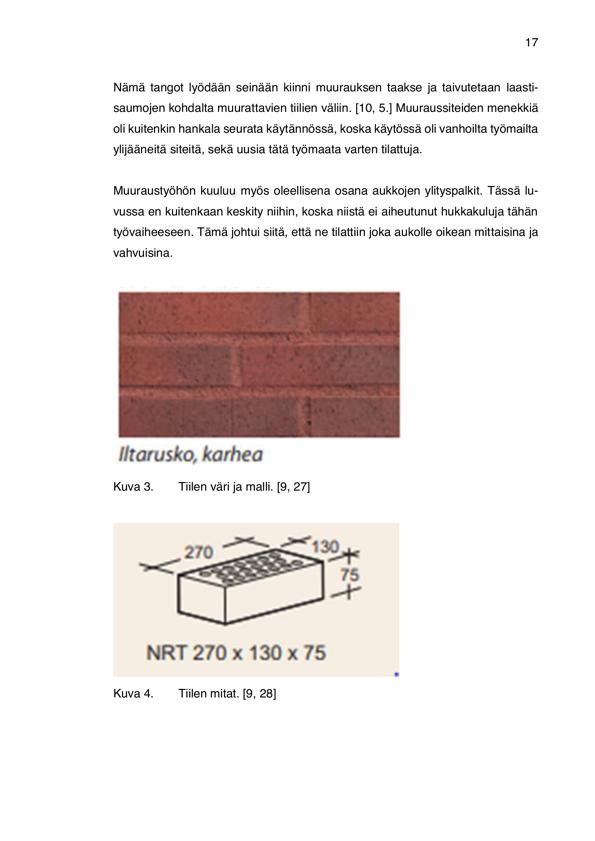 17
Nämä tangot lyödään seinään kiinni muurauksen taakse ja taivutetaan laasti-
saumojen kohdalta muurattavien tiilien väliin. [10, 5.] Muuraussiteiden menekkiä
oli kuitenkin hankala seurata käytännössä, koska käytössä oli vanhoilta työmailta
ylijääneitä siteitä, sekä uusia tätä työmaata varten tilattuja.
Muuraustyöhön kuuluu myös oleellisena osana aukkojen ylityspalkit. Tässä lu-
vussa en kuitenkaan keskity niihin, koska niistä ei aiheutunut hukkakuluja tähän
työvaiheeseen. Tämä johtui siitä, että ne tilattiin joka aukolle oikean mittaisina ja
vahvuisina.
Iltarusko, karhea
Kuva 3. Tiilen väri ja malli. [9, 27]
270
130
75
NRT 270 x 130 x 75
Kuva 4. Tiilen mitat. [9, 28]